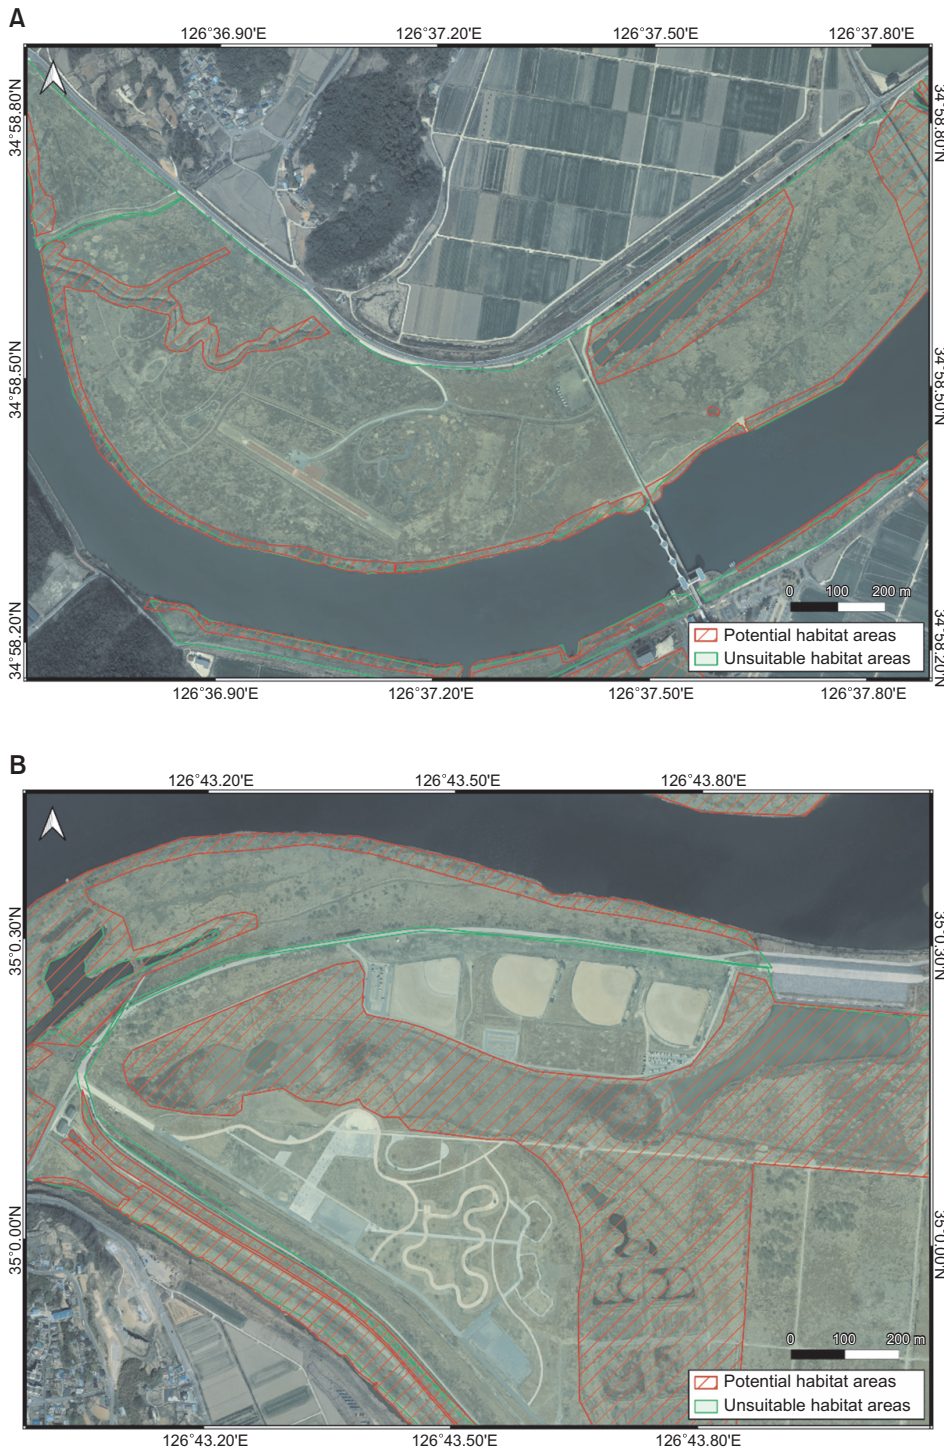 A
126°36.90'E 126°37.20'E 126°37.50'E 126°37.80'E
34°58.80'N 34°58.80'N
34°58.50'N 34°58.50'N
34°58.20'N 34°58.20'N
0 100 200 m
Potential habitat areas
Unsuitable habitat areas
126°36.90'E 126°37.20'E 126°37.50'E 126°37.80'E
B
126°43.20'E 126°43.50'E 126°43.80'E
35°0.30'N 35°0.30'N
35°0.00'N 35°0.00'N
0 100 200 m
Potential habitat areas
Unsuitable habitat areas
126°43.20'E 126°43.50'E 126°43.80'E